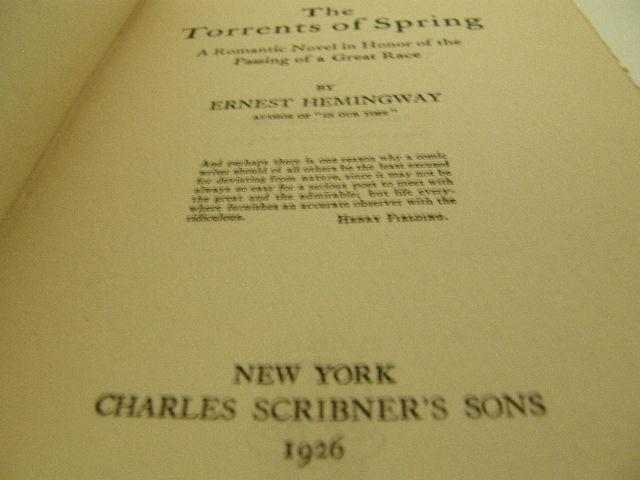 The
Torrents of Spring
A Romantic Novel in Honor of the
Passing of a Great Race
BY
ERNEST HEMINGWAY
AUTHOR OF "IN OUR TIME"
And perhaps there is one reason why a comic
writer should of all others be the least excused
for deviating from nature, since it may not be
always so easy for a serious poet to meet with
the great and the admirable; but life every-
where furnishes an accurate observer with the
ridiculous. HENRY FIELDING.
NEW YORK
CHARLES SCRIBNER'S SONS
1926